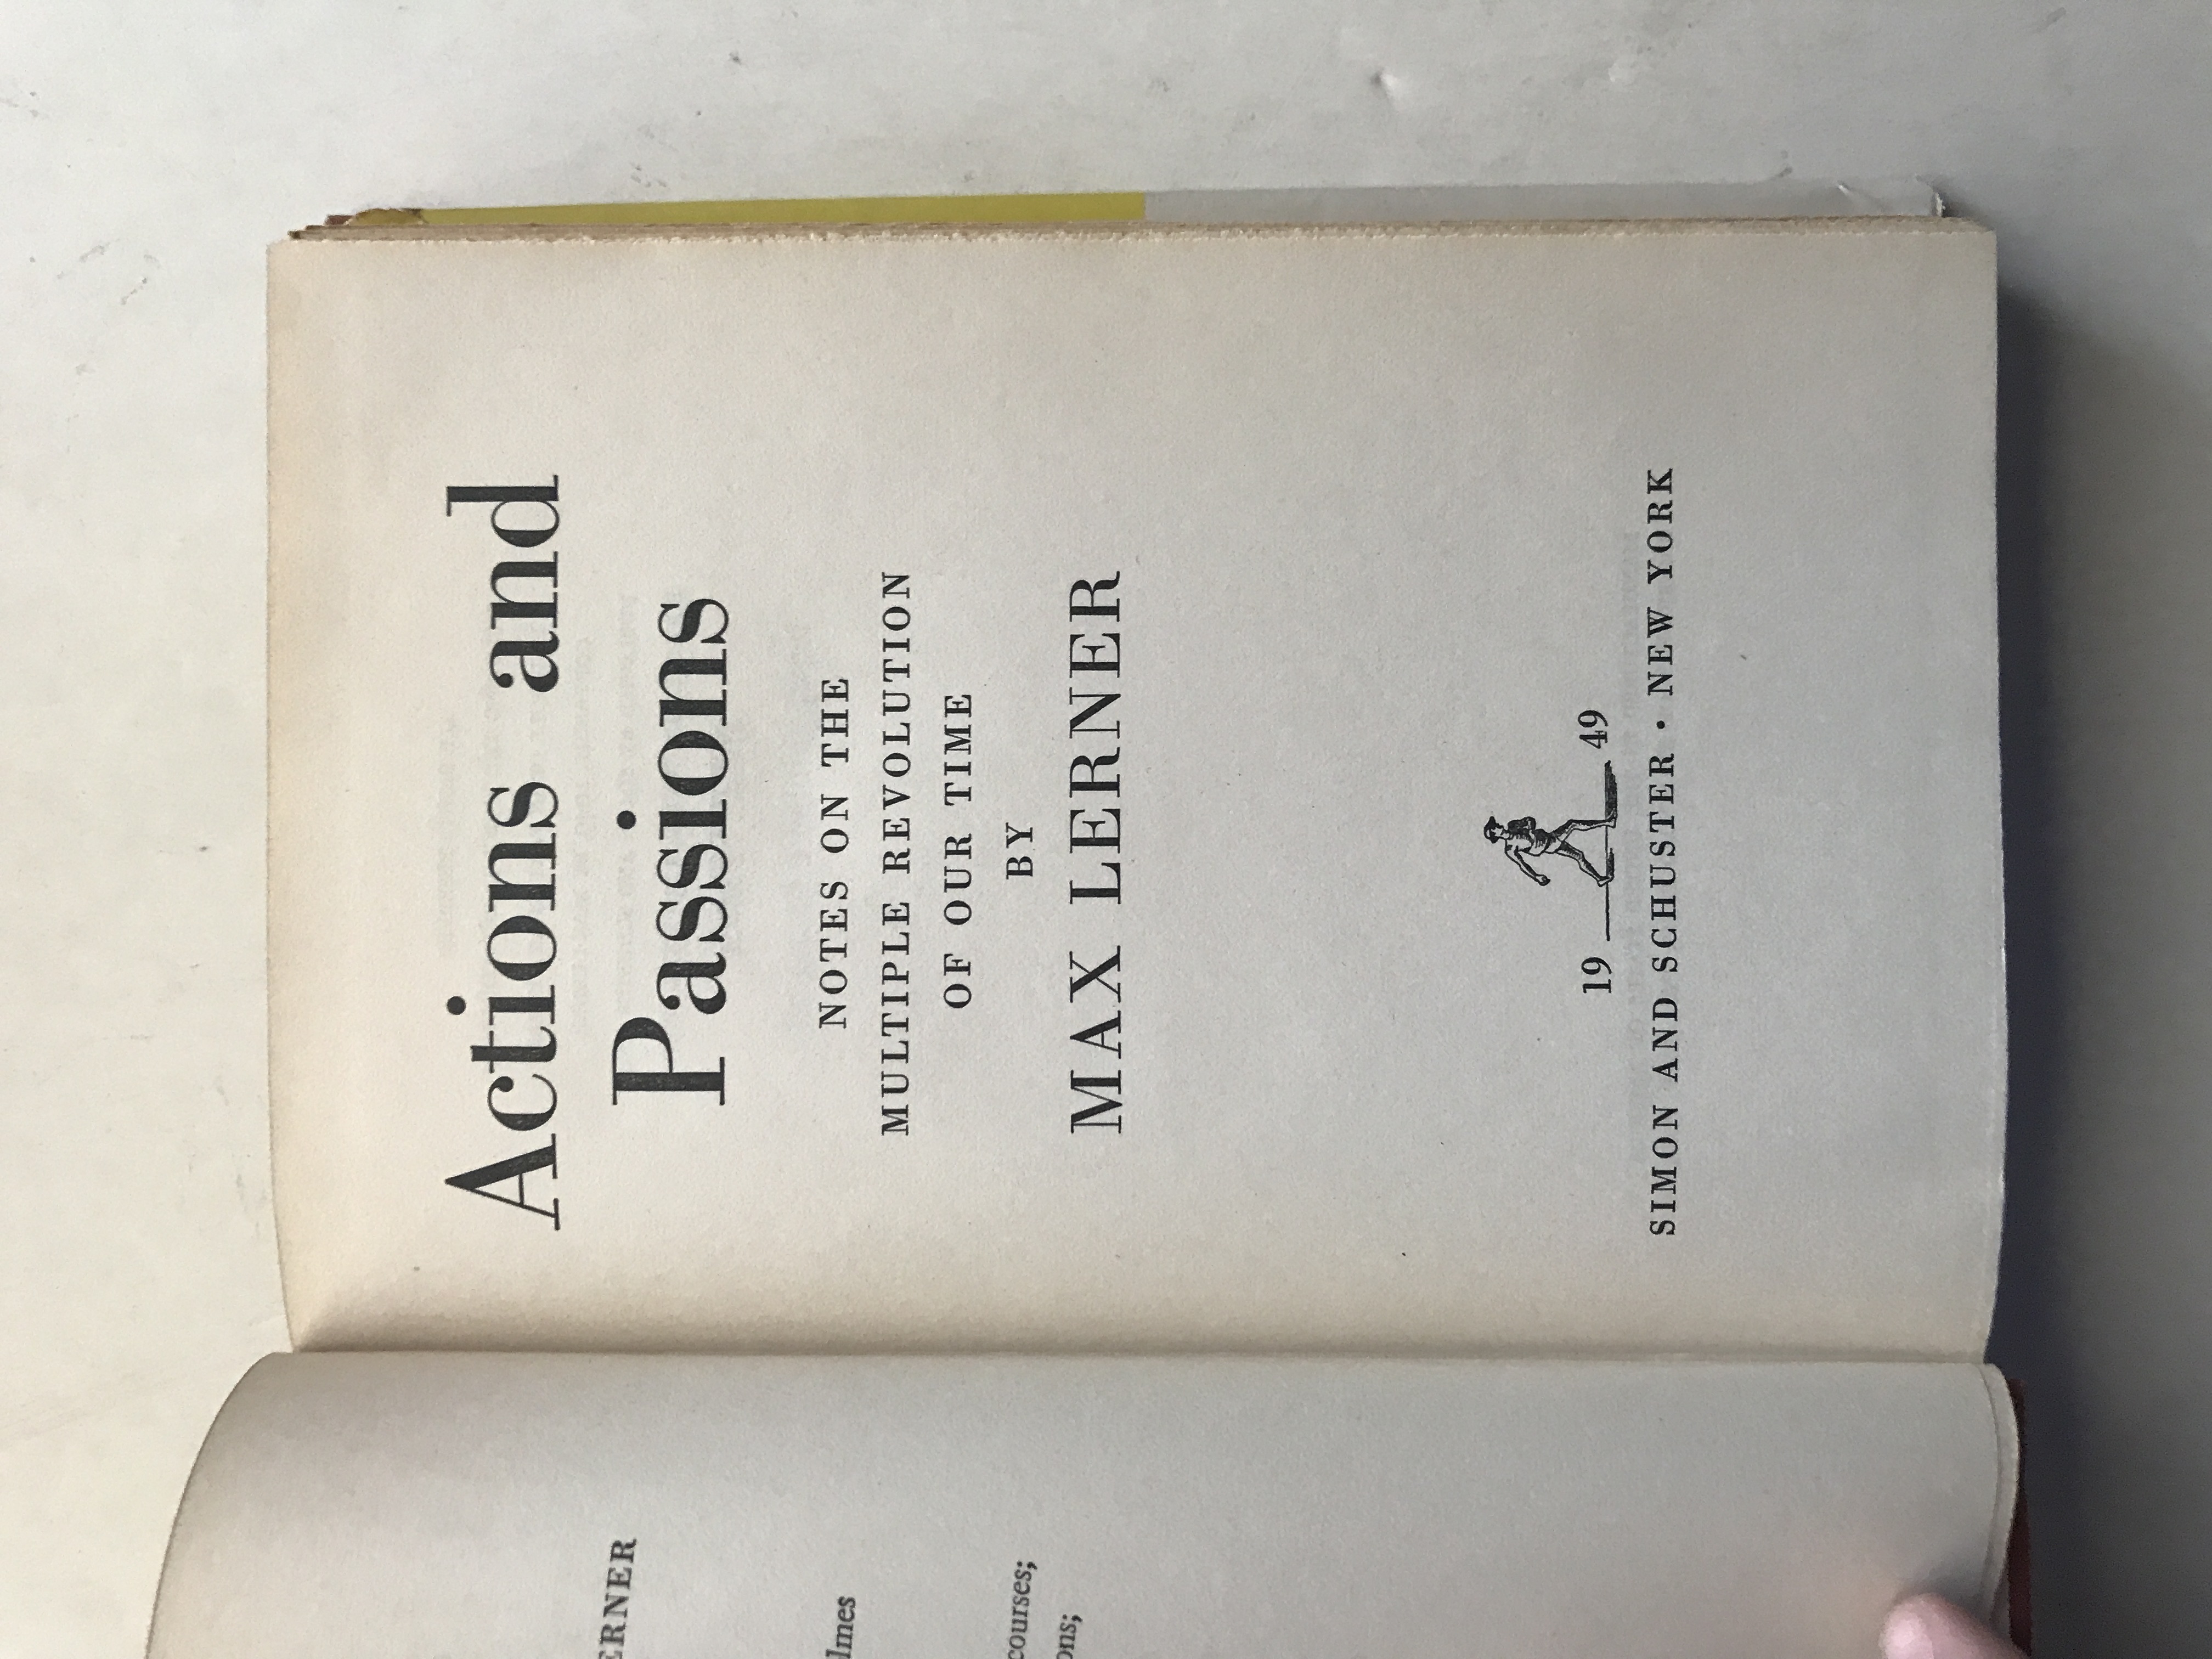 ERNER
lmes
courses;
ons;
Actions and
Passions
NOTES ON THE
MULTIPLE REVOLUTION
OF OUR TIME
BY
MAX LERNER
19 49
SIMON AND SCHUSTER · NEW YORK